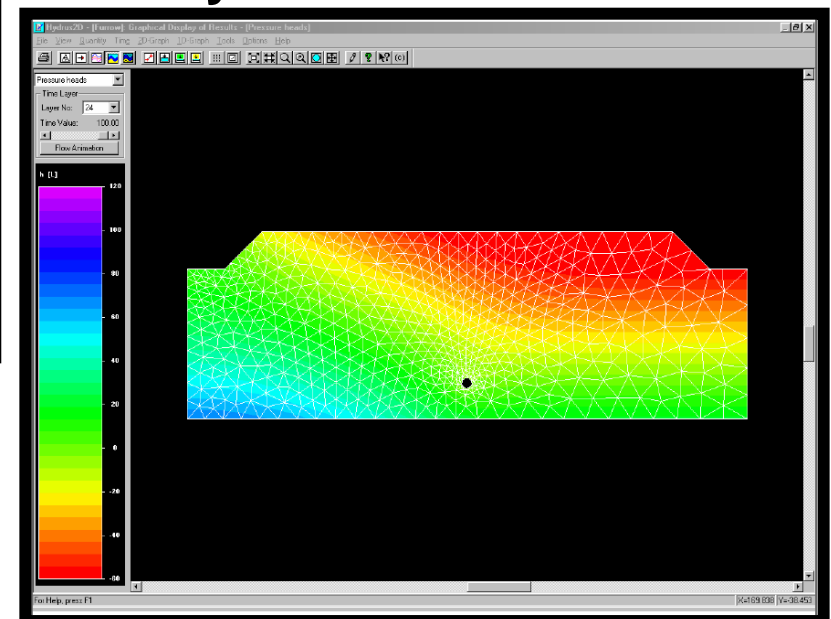 Hydrus2D - [Furrow]: Graphical Display of Results - [Pressure heads]
File View Quantity Time 2D-Graph 1D-Graph Tools Options Help
Pressure heads
Time Layer
Layer No: 24
Time Value: 100.00
Flow Animation
h [L]
120
100
80
60
40
20
0
-20
-40
-60
For Help, press F1
X=169.838 Y=-38.453